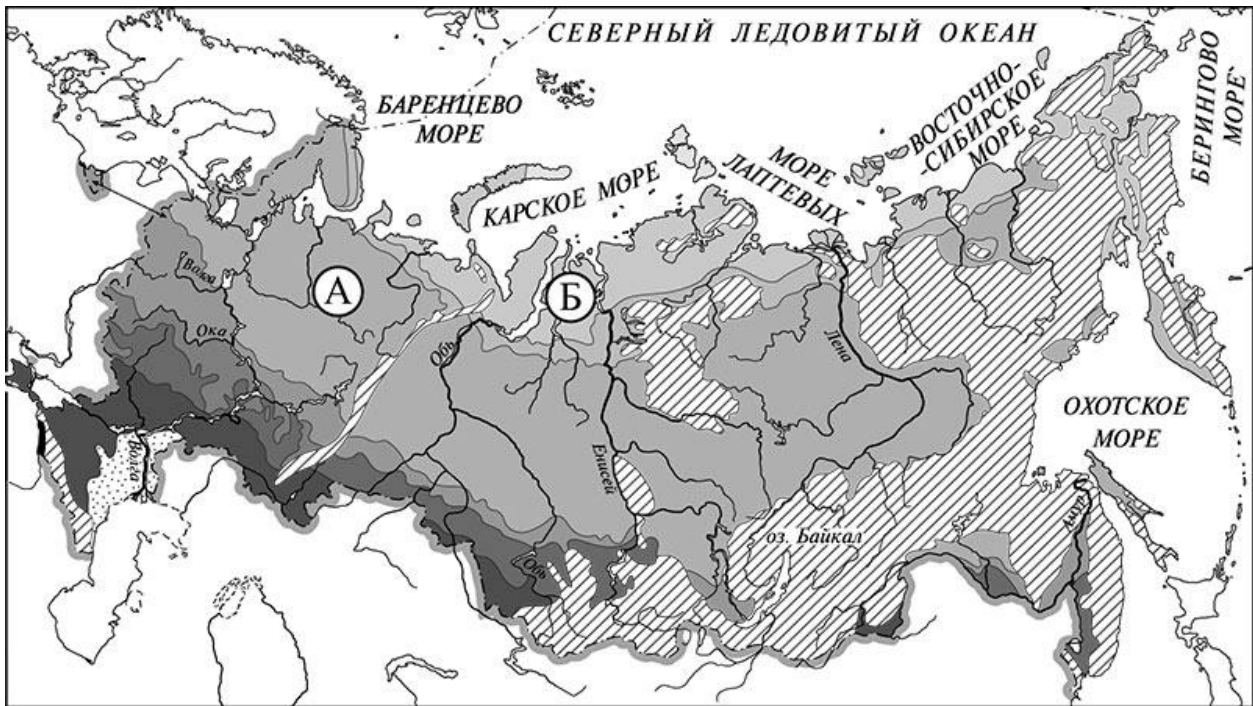 СЕВЕРНЫЙ ЛЕДОВИТЫЙ ОКЕАН
БАРЕНЦЕВО
МОРЕ
КАРСКОЕ МОРЕ
МОРЕ
ЛАПТЕВЫХ
ВОСТОЧНО-
-СИБИРСКОЕ
МОРЕ
БЕРИНГОВО
МОРЕ
А
Б
Волга
Ока
Обь
Лена
ОХОТСКОЕ
МОРЕ
Волга
Енисей
Амур
оз. Байкал
Обь